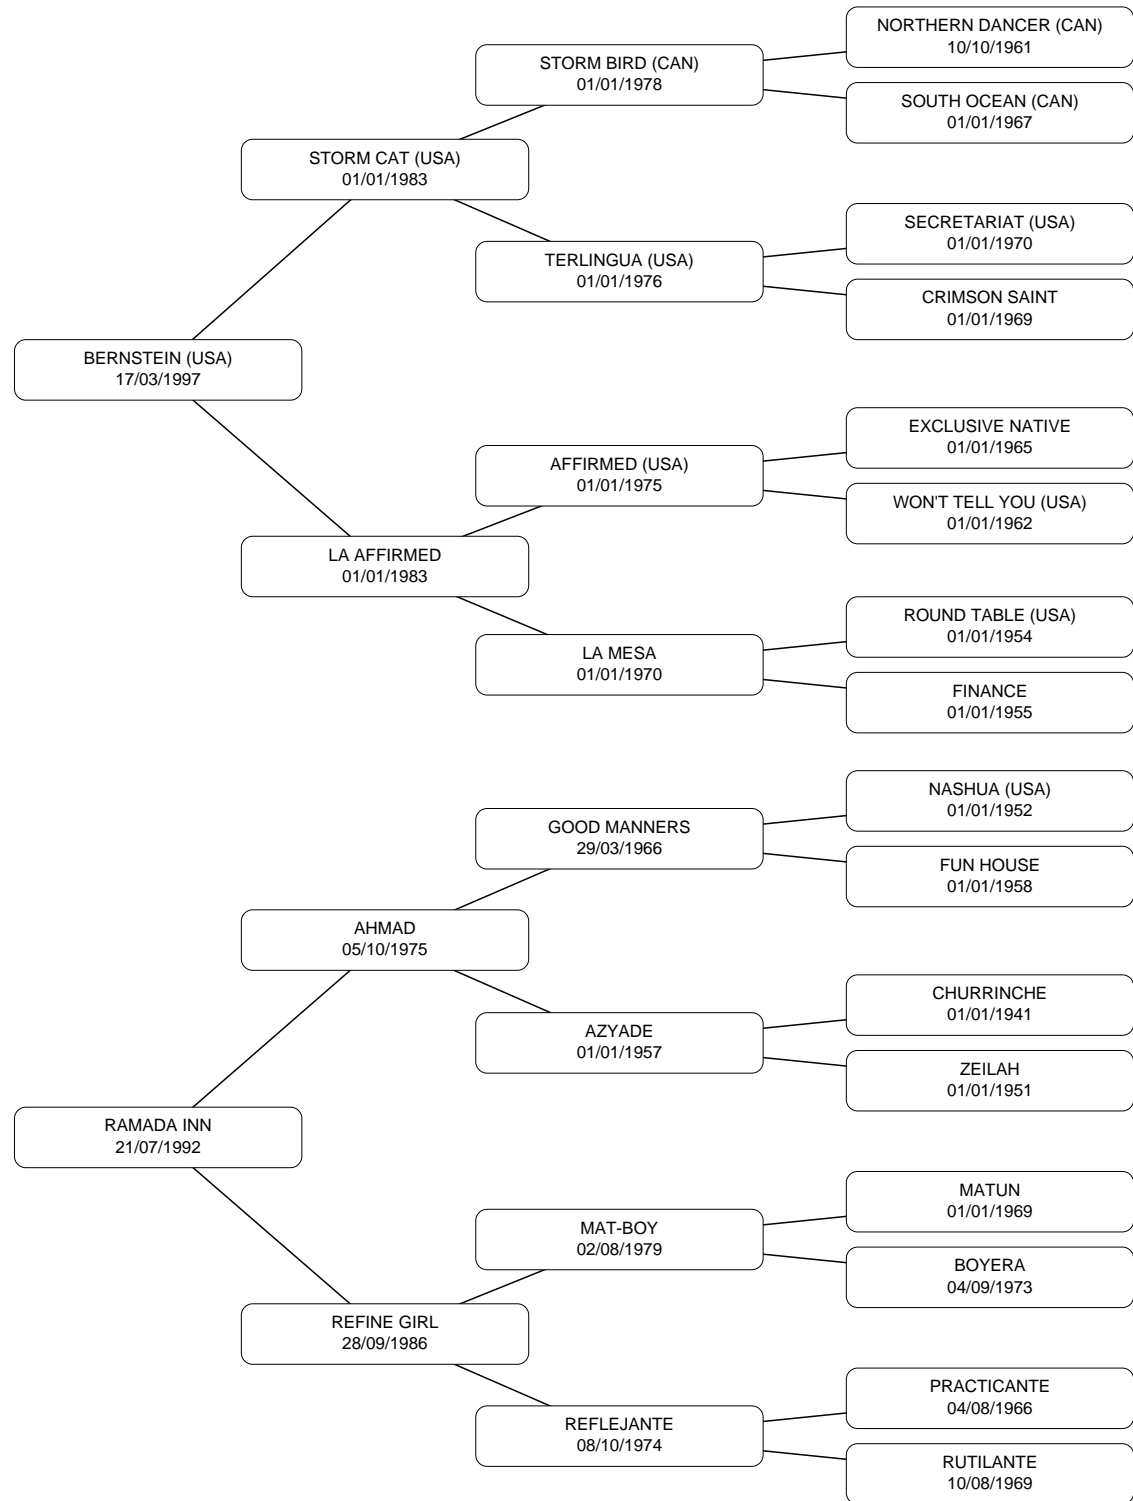 NORTHERN DANCER (CAN)
10/10/1961
STORM BIRD (CAN)
01/01/1978
SOUTH OCEAN (CAN)
01/01/1967
STORM CAT (USA)
01/01/1983
SECRETARIAT (USA)
01/01/1970
TERLINGUA (USA)
01/01/1976
CRIMSON SAINT
01/01/1969
BERNSTEIN (USA)
17/03/1997
EXCLUSIVE NATIVE
01/01/1965
AFFIRMED (USA)
01/01/1975
WON'T TELL YOU (USA)
01/01/1962
LA AFFIRMED
01/01/1983
ROUND TABLE (USA)
01/01/1954
LA MESA
01/01/1970
FINANCE
01/01/1955
NASHUA (USA)
01/01/1952
GOOD MANNERS
29/03/1966
FUN HOUSE
01/01/1958
AHMAD
05/10/1975
CHURRINCHE
01/01/1941
AZYADE
01/01/1957
ZEILAH
01/01/1951
RAMADA INN
21/07/1992
MATUN
01/01/1969
MAT-BOY
02/08/1979
BOYERA
04/09/1973
REFINE GIRL
28/09/1986
PRACTICANTE
04/08/1966
REFLEJANTE
08/10/1974
RUTILANTE
10/08/1969